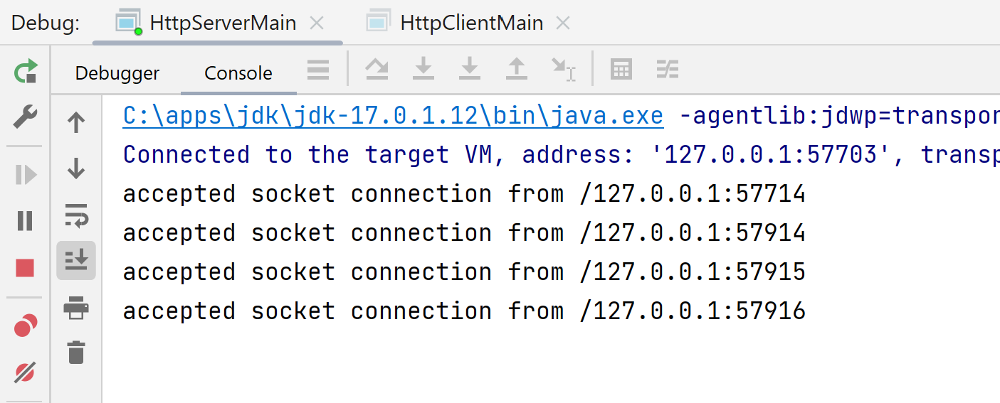 Debug: HttpServerMain HttpClientMain
Debugger Console
C:\apps\jdk\jdk-17.0.1.12\bin\java.exe -agentlib:jdwp=transpor
Connected to the target VM, address: '127.0.0.1:57703', transp
accepted socket connection from /127.0.0.1:57714
accepted socket connection from /127.0.0.1:57914
accepted socket connection from /127.0.0.1:57915
accepted socket connection from /127.0.0.1:57916